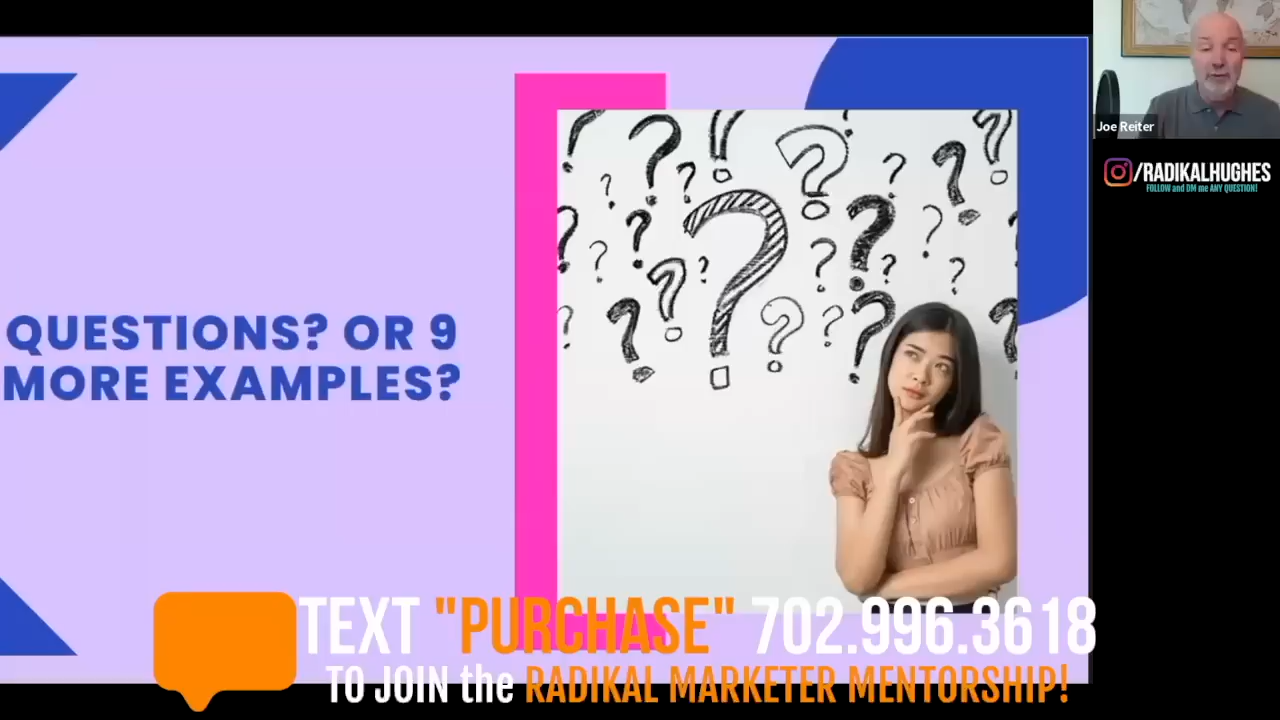 QUESTIONS? OR 9
MORE EXAMPLES?
Joe Reiter
/RADIKALHUGHES
FOLLOW and DM me ANY QUESTION!
TEXT "PURCHASE" 702.996.3618
TO JOIN the RADIKAL MARKETER MENTORSHIP!